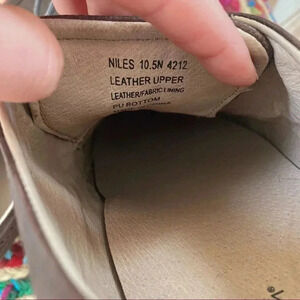 NILES 10.5N 4212
LEATHER UPPER
LEATHER/FABRIC LINING
PU BOTTOM